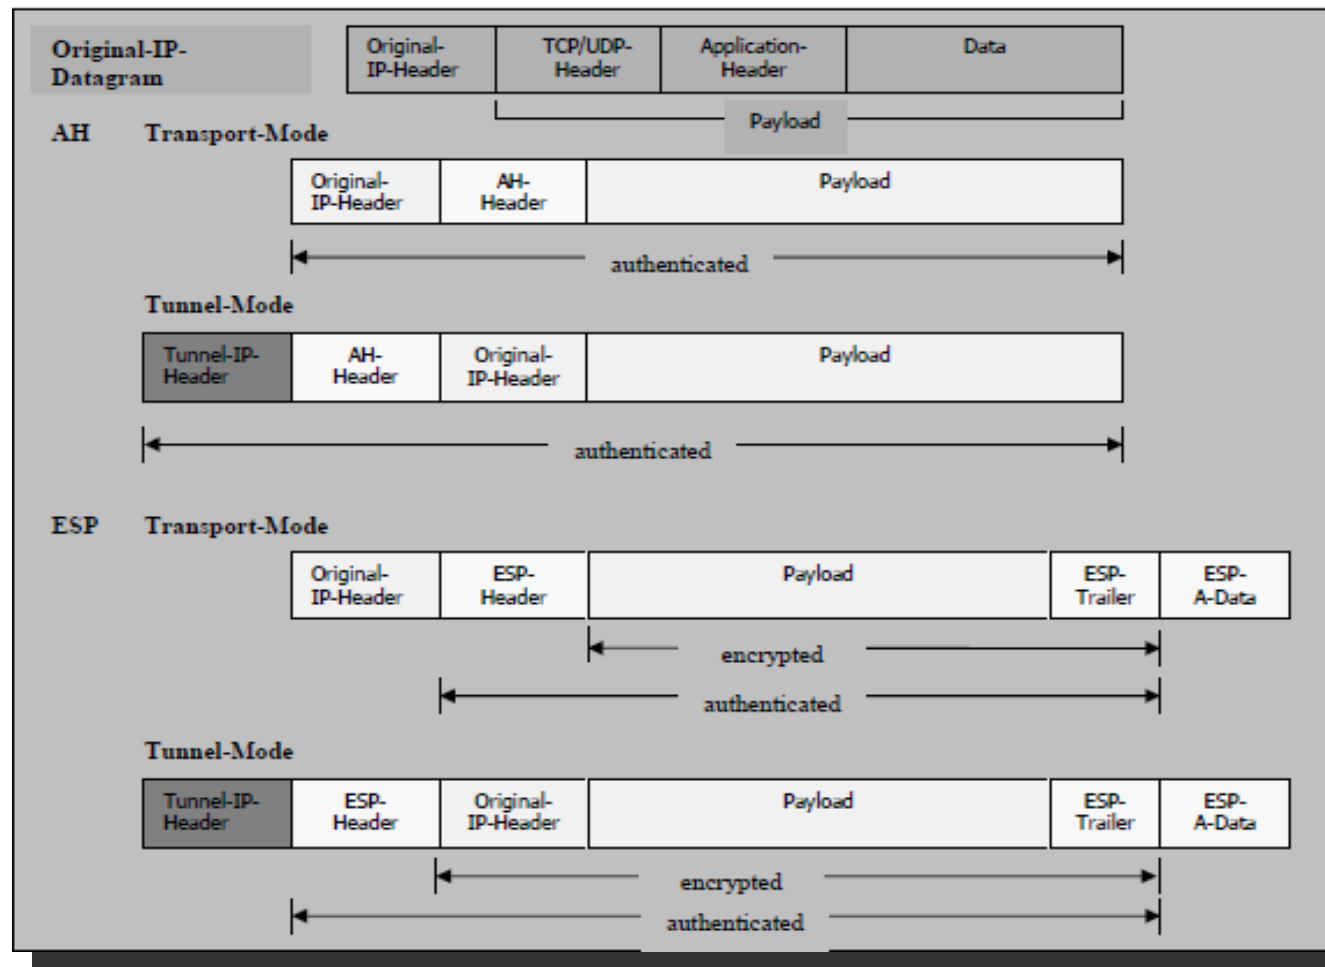 Original-IP-
Datagram
Original-
IP-Header
TCP/UDP-
Header
Application-
Header
Data
Payload
AH Transport-Mode
Original-
IP-Header
AH-
Header
Payload
authenticated
Tunnel-Mode
Tunnel-IP-
Header
AH-
Header
Original-
IP-Header
Payload
authenticated
ESP Transport-Mode
Original-
IP-Header
ESP-
Header
Payload
ESP-
Trailer
ESP-
A-Data
encrypted
authenticated
Tunnel-Mode
Tunnel-IP-
Header
ESP-
Header
Original-
IP-Header
Payload
ESP-
Trailer
ESP-
A-Data
encrypted
authenticated